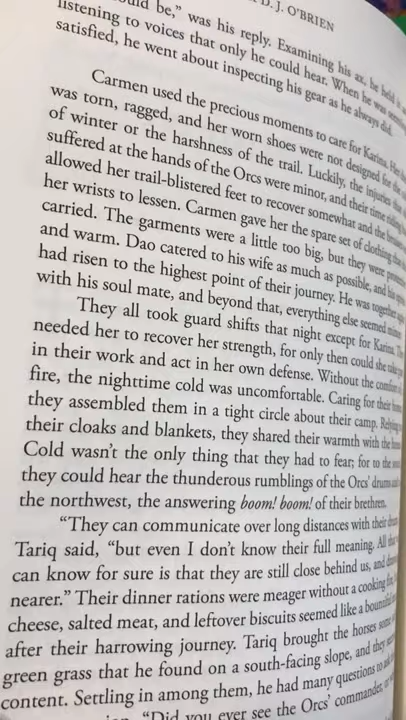 D. J. O'BRIEN
be," was his reply. Examining his ax, he held
listening to voices that only he could hear. When he was
satisfied, he went about inspecting his gear as he always did.
Carmen used the precious moments to care for Karina. Her
was torn, ragged, and her worn shoes were not designed for the
of winter or the harshness of the trail. Luckily, the injuries
suffered at the hands of the Orcs were minor, and their time
allowed her trail-blistered feet to recover somewhat and the
her wrists to lessen. Carmen gave her the spare set of clothing
carried. The garments were a little too big, but they were
and warm. Dao catered to his wife as much as possible, and his
had risen to the highest point of their journey. He was together
with his soul mate, and beyond that, everything else seemed
They all took guard shifts that night except for Karina.
needed her to recover her strength, for only then could she
in their work and act in her own defense. Without the comfort
fire, the nighttime cold was uncomfortable. Caring for their
they assembled them in a tight circle about their camp.
their cloaks and blankets, they shared their warmth with the
Cold wasn't the only thing that they had to fear; for to the
they could hear the thunderous rumblings of the Orcs' drums and
the northwest, the answering boom! boom! of their brethren.
"They can communicate over long distances with their
Tariq said, "but even I don't know their full meaning. All
can know for sure is that they are still close behind us, and
nearer." Their dinner rations were meager without a cooking
cheese, salted meat, and leftover biscuits seemed like a
after their harrowing journey. Tariq brought the horses some
green grass that he found on a south-facing slope, and they
content. Settling in among them, he had many questions to
"Did you ever see the Orcs' commander,